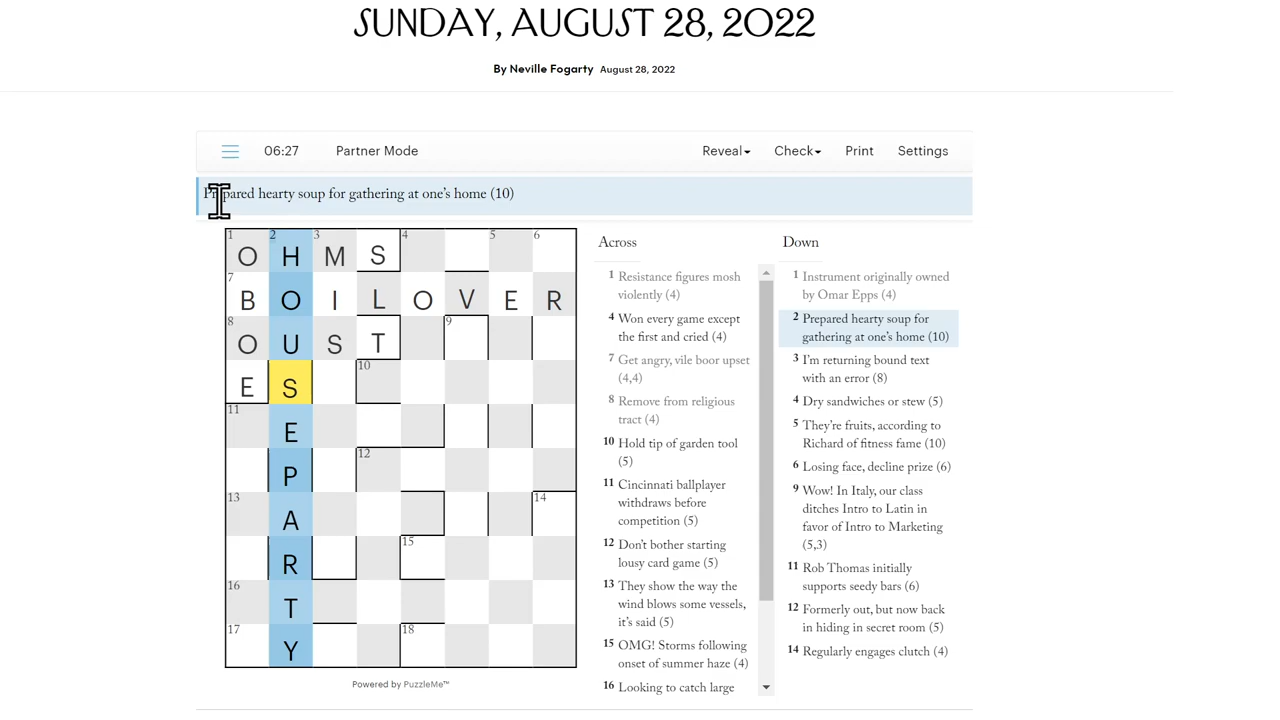 SUNDAY, AUGUST 28, 2022
By Neville Fogarty August 28, 2022
06:27 Partner Mode Reveal Check Print Settings
Prepared hearty soup for gathering at one's home (10)
1 2 3 4 5 6
O H M S
7
B O I L O V E R
8 9
O U S T
10
E S
11
E
12
P
13 14
A
15
R
16
T
17 18
Y
Powered by PuzzleMe™
Across
1 Resistance figures mosh
violently (4)
4 Won every game except
the first and cried (4)
7 Get angry, vile boor upset
(4,4)
8 Remove from religious
tract (4)
10 Hold tip of garden tool
(5)
11 Cincinnati ballplayer
withdraws before
competition (5)
12 Don't bother starting
lousy card game (5)
13 They show the way the
wind blows some vessels,
it's said (5)
15 OMG! Storms following
onset of summer haze (4)
16 Looking to catch large
Down
1 Instrument originally owned
by Omar Epps (4)
2 Prepared hearty soup for
gathering at one's home (10)
3 I'm returning bound text
with an error (8)
4 Dry sandwiches or stew (5)
5 They're fruits, according to
Richard of fitness fame (10)
6 Losing face, decline prize (6)
9 Wow! In Italy, our class
ditches Intro to Latin in
favor of Intro to Marketing
(5,3)
11 Rob Thomas initially
supports seedy bars (6)
12 Formerly out, but now back
in hiding in secret room (5)
14 Regularly engages clutch (4)